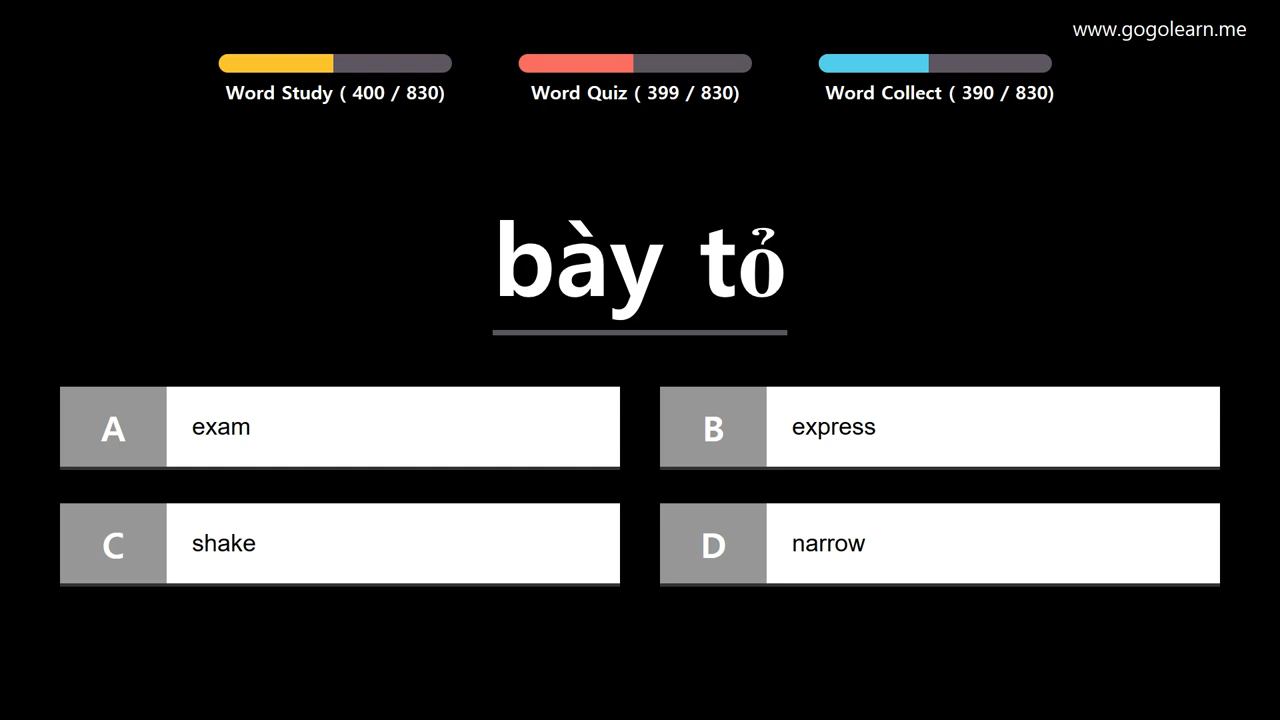 www.gogolearn.me
Word Study ( 400 / 830)
Word Quiz ( 399 / 830)
Word Collect ( 390 / 830)
bày tỏ
A exam
B express
C shake
D narrow